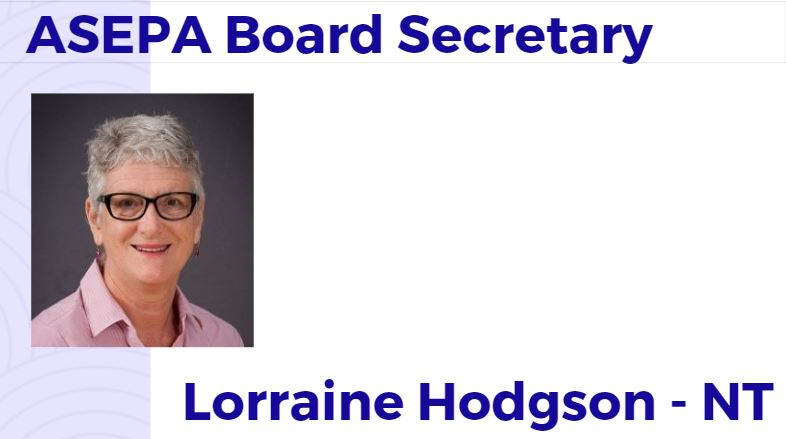 ASEPA Board Secretary
Lorraine Hodgson - NT